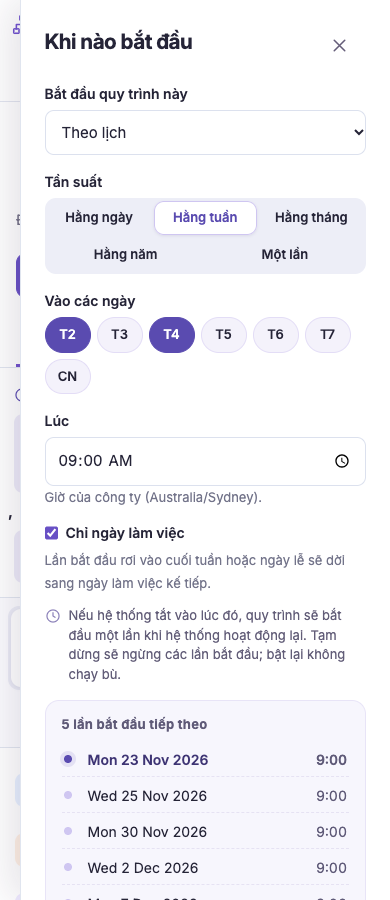 Khi nào bắt đầu
Bắt đầu quy trình này
Theo lịch
Tần suất
Hằng ngày Hằng tuần Hằng tháng
Hằng năm Một lần
Vào các ngày
T2 T3 T4 T5 T6 T7
CN
Lúc
09:00 AM
Giờ của công ty (Australia/Sydney).
Chỉ ngày làm việc
Lần bắt đầu rơi vào cuối tuần hoặc ngày lễ sẽ dời
sang ngày làm việc kế tiếp.
Nếu hệ thống tắt vào lúc đó, quy trình sẽ bắt
đầu một lần khi hệ thống hoạt động lại. Tạm
dừng sẽ ngừng các lần bắt đầu; bật lại không
chạy bù.
5 lần bắt đầu tiếp theo
Mon 23 Nov 2026 9:00
Wed 25 Nov 2026 9:00
Mon 30 Nov 2026 9:00
Wed 2 Dec 2026 9:00